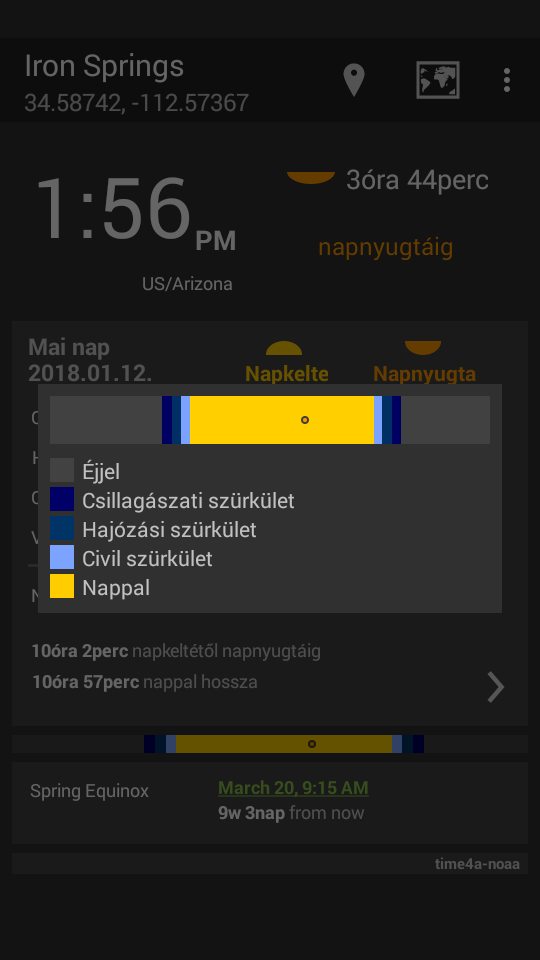 Iron Springs
34.58742, -112.57367
1:56 PM
US/Arizona
3óra 44perc
napnyugtáig
Mai nap
2018.01.12.
Napkelte
Napnyugta
Éjjel
Csillagászati szürkület
Hajózási szürkület
Civil szürkület
Nappal
10óra 2perc napkeltétől napnyugtáig
10óra 57perc nappal hossza
Spring Equinox
March 20, 9:15 AM
9w 3nap from now
time4a-noaa